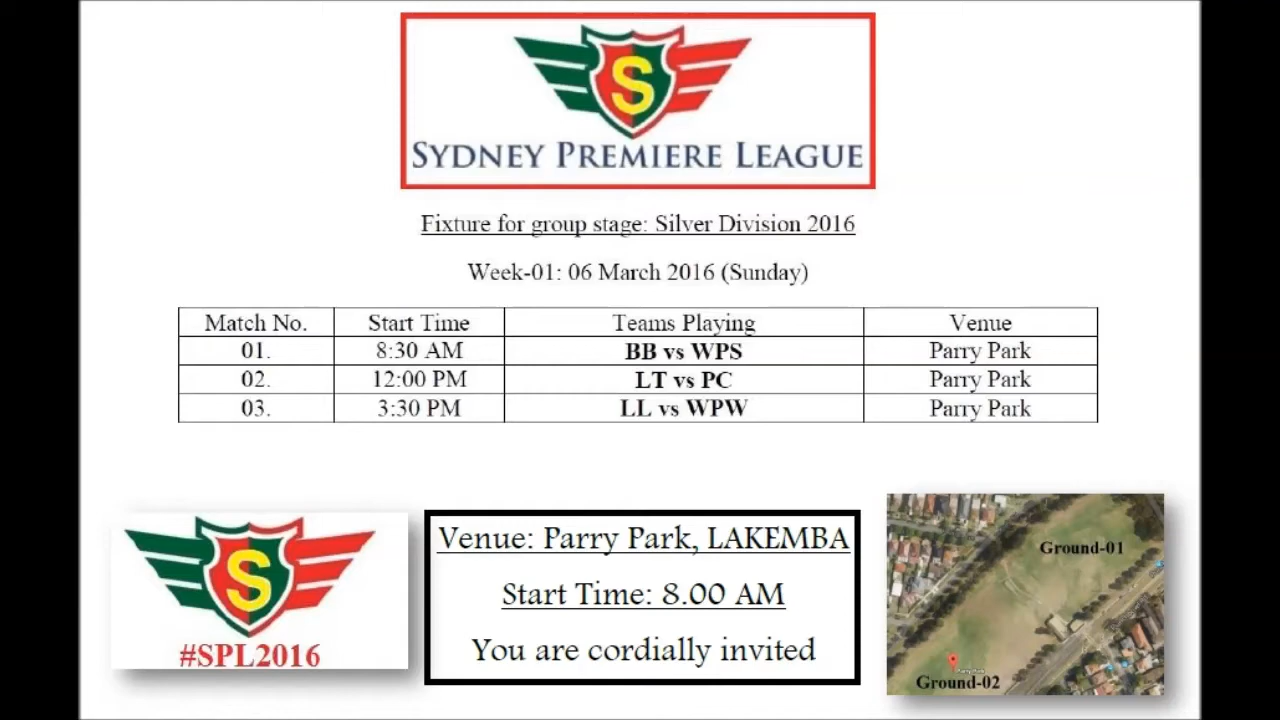 S
SYDNEY PREMIERE LEAGUE
Fixture for group stage: Silver Division 2016
Week-01: 06 March 2016 (Sunday)
Match No. Start Time Teams Playing Venue
01. 8:30 AM BB vs WPS Parry Park
02. 12:00 PM LT vs PC Parry Park
03. 3:30 PM LL vs WPW Parry Park
S
#SPL2016
Venue: Parry Park, LAKEMBA
Start Time: 8.00 AM
You are cordially invited
Ground-01
Parry Park
Ground-02